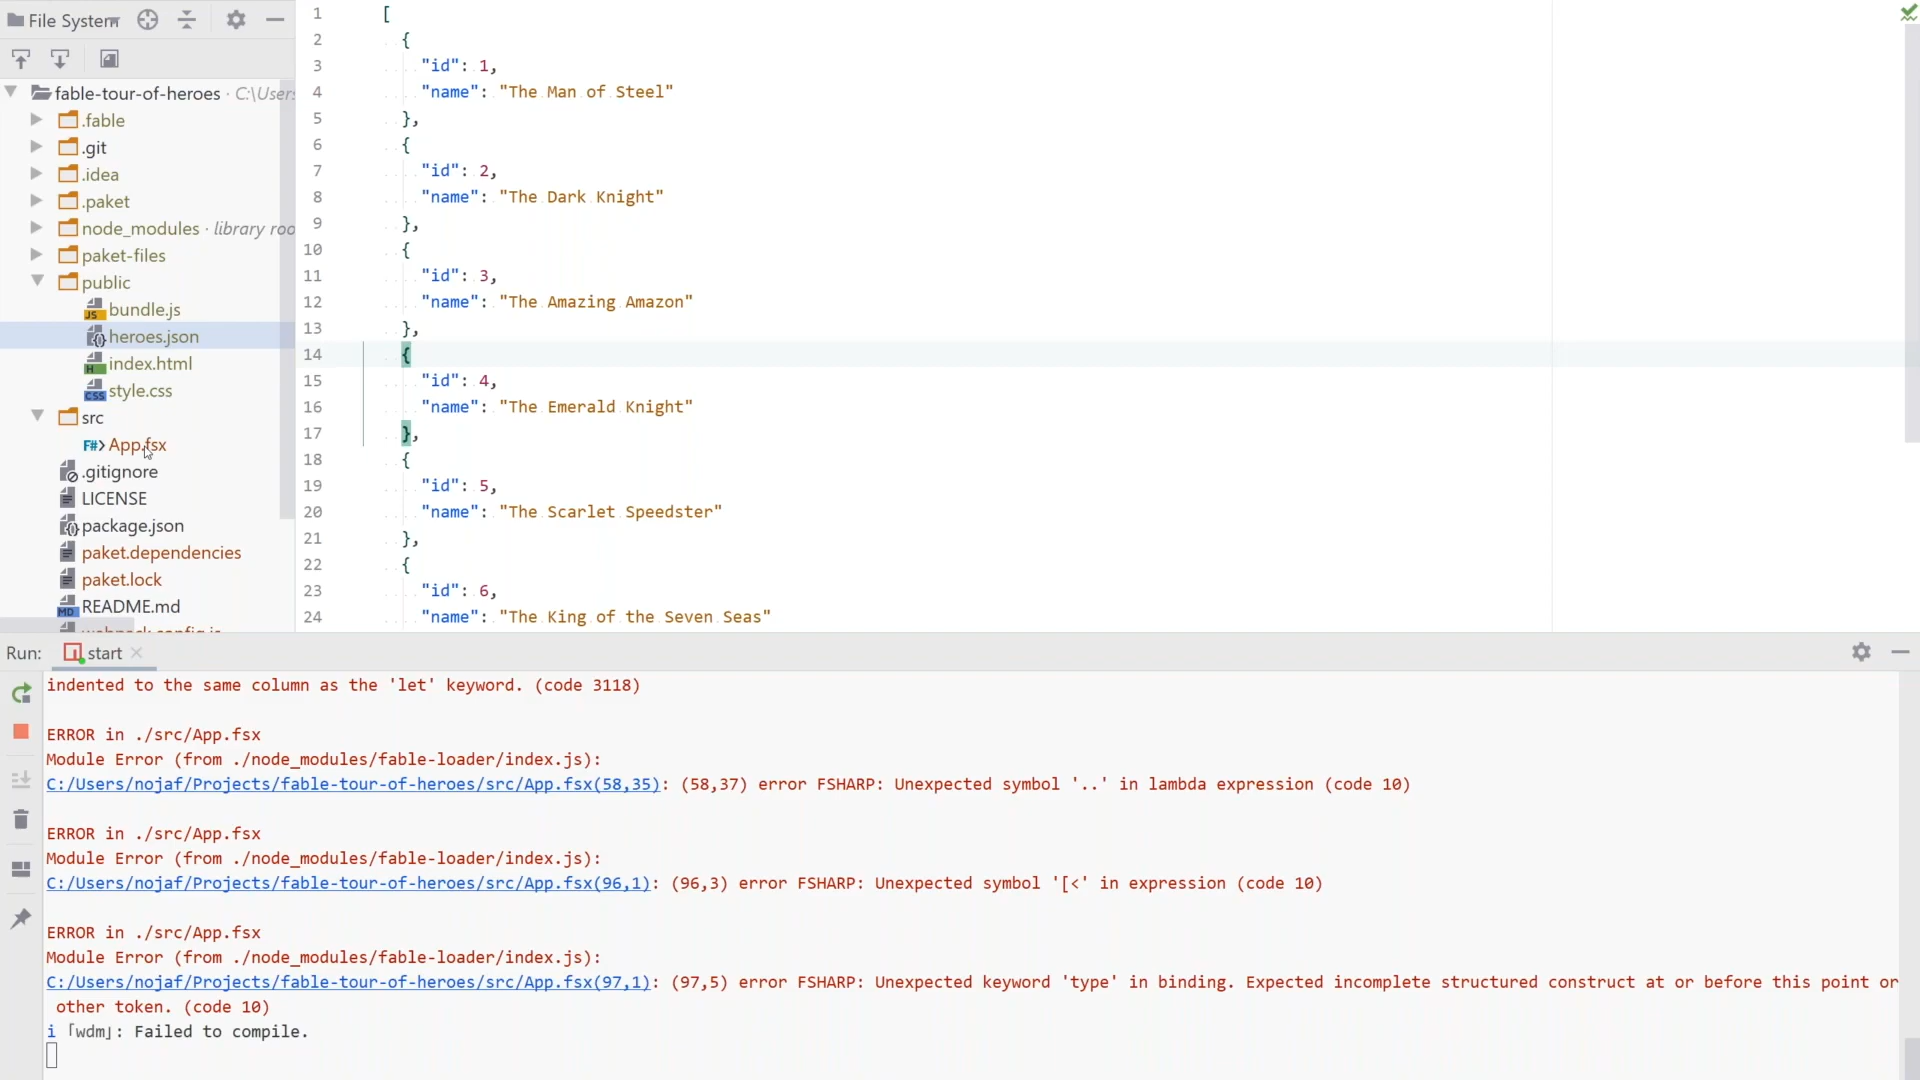 File System
fable-tour-of-heroes · C:\Users
.fable
.git
.idea
.paket
node_modules · library roo
paket-files
public
bundle.js
heroes.json
index.html
style.css
src
App.fsx
.gitignore
LICENSE
package.json
paket.dependencies
paket.lock
README.md
webpack.config.js
1 [
2 {
3 "id": 1,
4 "name": "The Man of Steel"
5 },
6 {
7 "id": 2,
8 "name": "The Dark Knight"
9 },
10 {
11 "id": 3,
12 "name": "The Amazing Amazon"
13 },
14 {
15 "id": 4,
16 "name": "The Emerald Knight"
17 },
18 {
19 "id": 5,
20 "name": "The Scarlet Speedster"
21 },
22 {
23 "id": 6,
24 "name": "The King of the Seven Seas"
Run: start
indented to the same column as the 'let' keyword. (code 3118)
ERROR in ./src/App.fsx
Module Error (from ./node_modules/fable-loader/index.js):
C:/Users/nojaf/Projects/fable-tour-of-heroes/src/App.fsx(58,35): (58,37) error FSHARP: Unexpected symbol '..' in lambda expression (code 10)
ERROR in ./src/App.fsx
Module Error (from ./node_modules/fable-loader/index.js):
C:/Users/nojaf/Projects/fable-tour-of-heroes/src/App.fsx(96,1): (96,3) error FSHARP: Unexpected symbol '[<' in expression (code 10)
ERROR in ./src/App.fsx
Module Error (from ./node_modules/fable-loader/index.js):
C:/Users/nojaf/Projects/fable-tour-of-heroes/src/App.fsx(97,1): (97,5) error FSHARP: Unexpected keyword 'type' in binding. Expected incomplete structured construct at or before this point or
other token. (code 10)
i ｢wdm｣: Failed to compile.